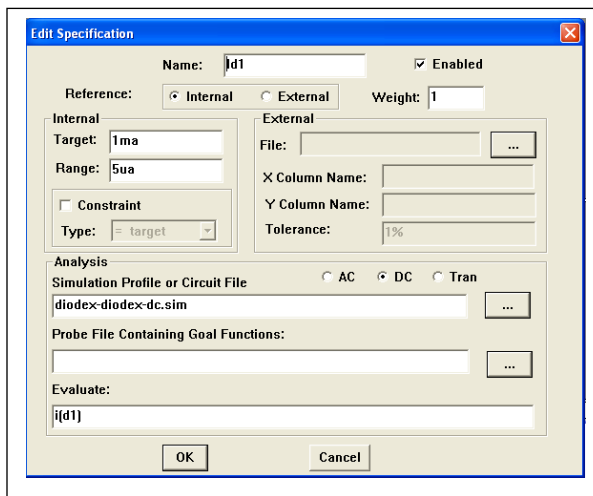 Edit Specification
Name: Id1 Enabled
Reference: Internal External Weight: 1
Internal External
Target: 1ma File: ...
Range: 5ua X Column Name:
Constraint Y Column Name:
Type: = target Tolerance: 1%
Analysis
Simulation Profile or Circuit File AC DC Tran
diodex-diodex-dc.sim ...
Probe File Containing Goal Functions:
...
Evaluate:
i(d1)
OK Cancel